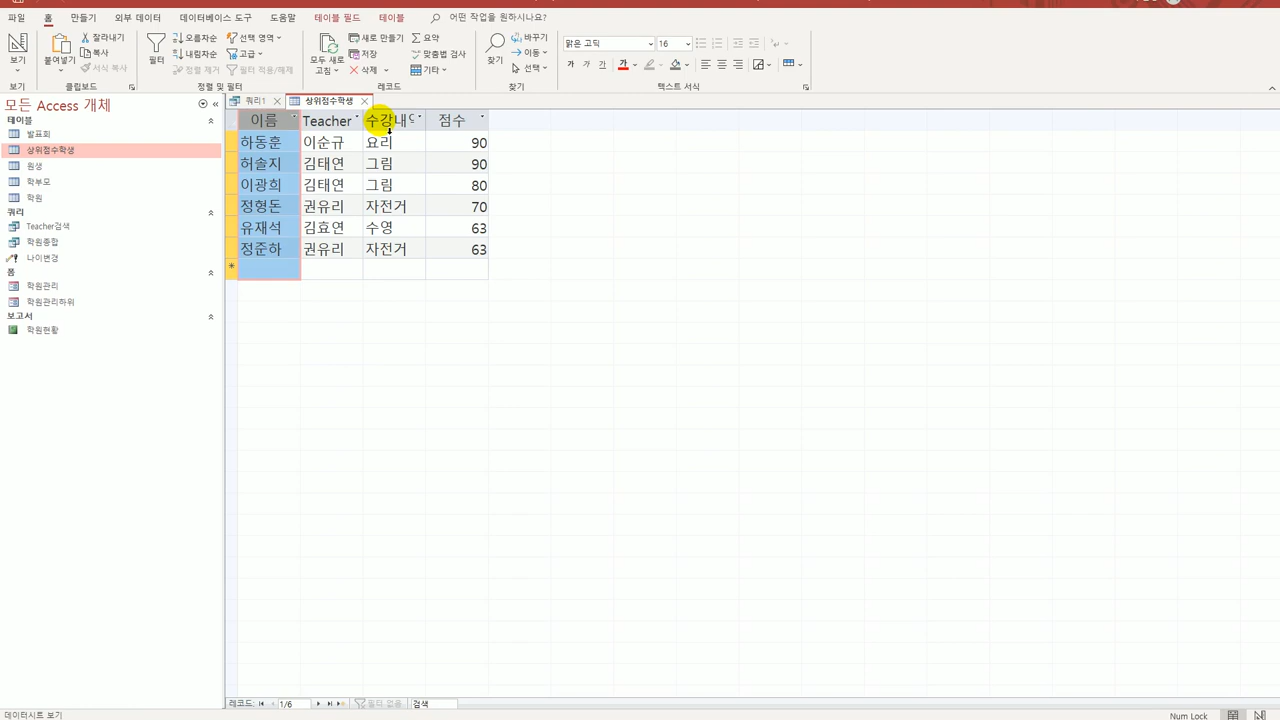 파일 홈 만들기 외부 데이터 데이터베이스 도구 도움말 테이블 필드 테이블 어떤 작업을 원하시나요?
보기 붙여넣기 잘라내기 복사 서식 복사
필터 오름차순 내림차순 정렬 제거 선택 영역 고급 필터 적용/해제
모두 새로 고침 새로 만들기 저장 삭제 요약 맞춤법 검사 기타
찾기 바꾸기 이동 선택
맑은 고딕 16
가 가 가 가
보기 클립보드 정렬 및 필터 레코드 찾기 텍스트 서식
모든 Access 개체
테이블
발표회
상위점수학생
원생
학부모
학원
쿼리
Teacher검색
학원종합
나이변경
폼
학원관리
학원관리하위
보고서
학원현황
쿼리1 상위점수학생
이름 Teacher 수강내 점수
하동훈 이순규 요리 90
허솔지 김태연 그림 90
이광희 김태연 그림 80
정형돈 권유리 자전거 70
유재석 김효연 수영 63
정준하 권유리 자전거 63
레코드: 1/6 필터 없음 검색
데이터시트 보기 Num Lock